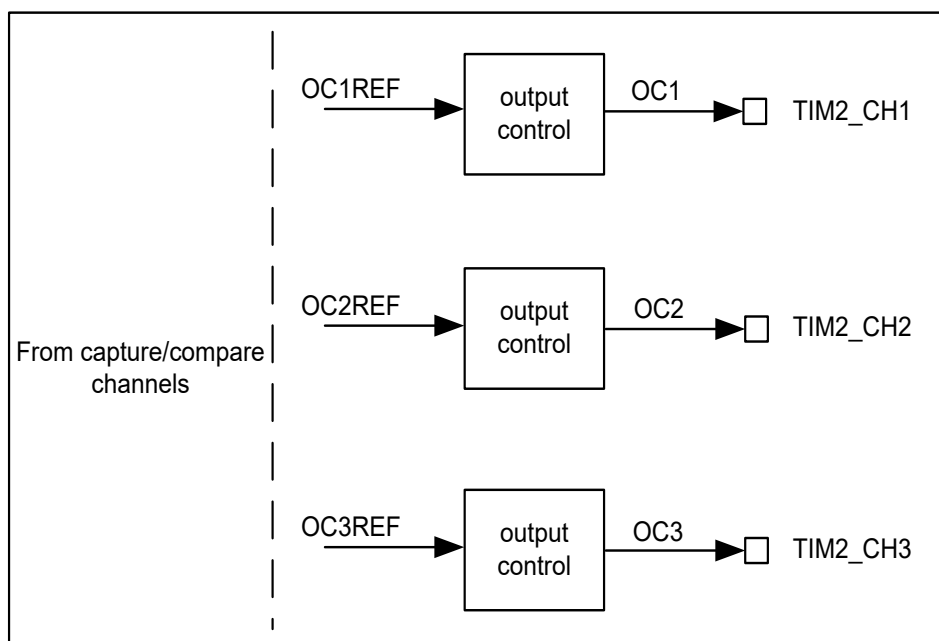 OC1REF
output
control
OC1
TIM2_CH1
OC2REF
output
control
OC2
TIM2_CH2
From capture/compare
channels
OC3REF
output
control
OC3
TIM2_CH3